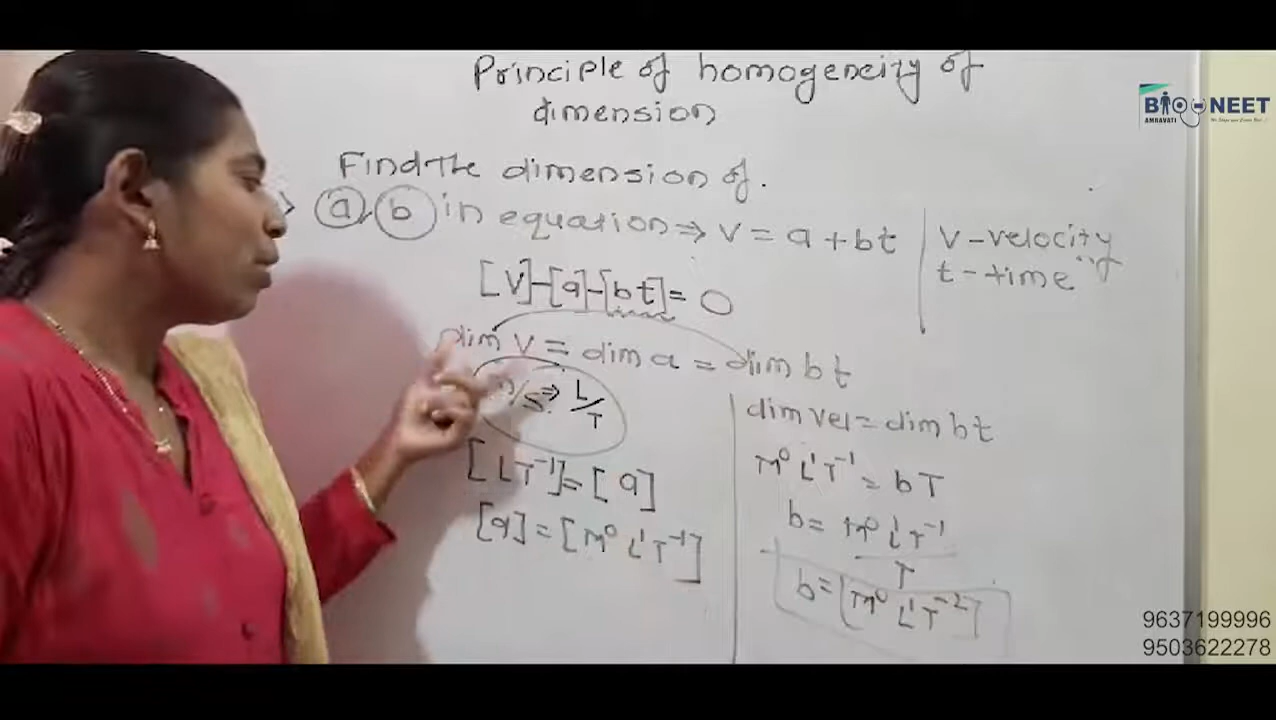 Principle of homogeneity of
dimension
Find the dimension of.
a, b in equation ⇒ v = a + bt
V - velocity
t - time
[V] - [a] - [bt] = 0
dim v = dim a = dim bt
m/s ⇒ L/T
[LT⁻¹] = [a]
[a] = [M⁰ L¹ T⁻¹]
dim vel = dim bt
M⁰ L¹ T⁻¹ = bT
b = M⁰ L¹ T⁻¹
T
b = [M⁰ L¹ T⁻²]
BIO-NEET
AMRAVATI
9637199996
9503622278